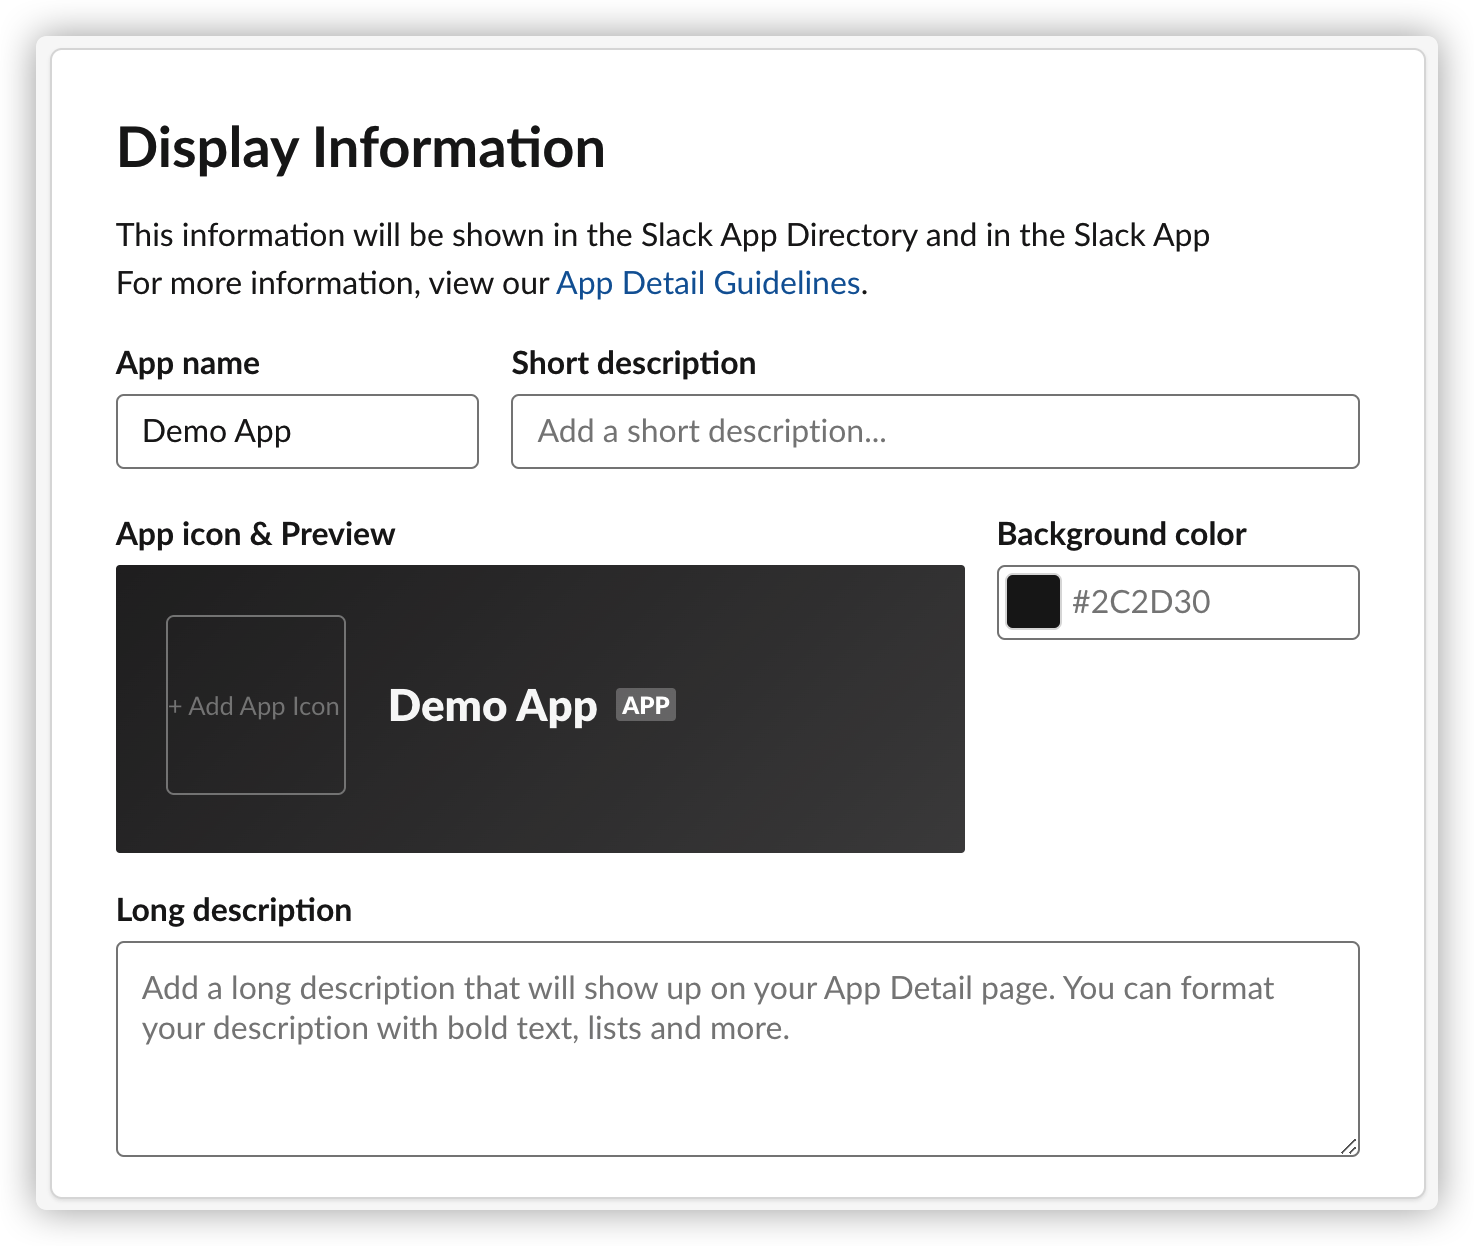 Display Information
This information will be shown in the Slack App Directory and in the Slack App
For more information, view our App Detail Guidelines.
App name
Short description
Demo App
Add a short description...
App icon & Preview
Background color
#2C2D30
+ Add App Icon
Demo App APP
Long description
Add a long description that will show up on your App Detail page. You can format
your description with bold text, lists and more.